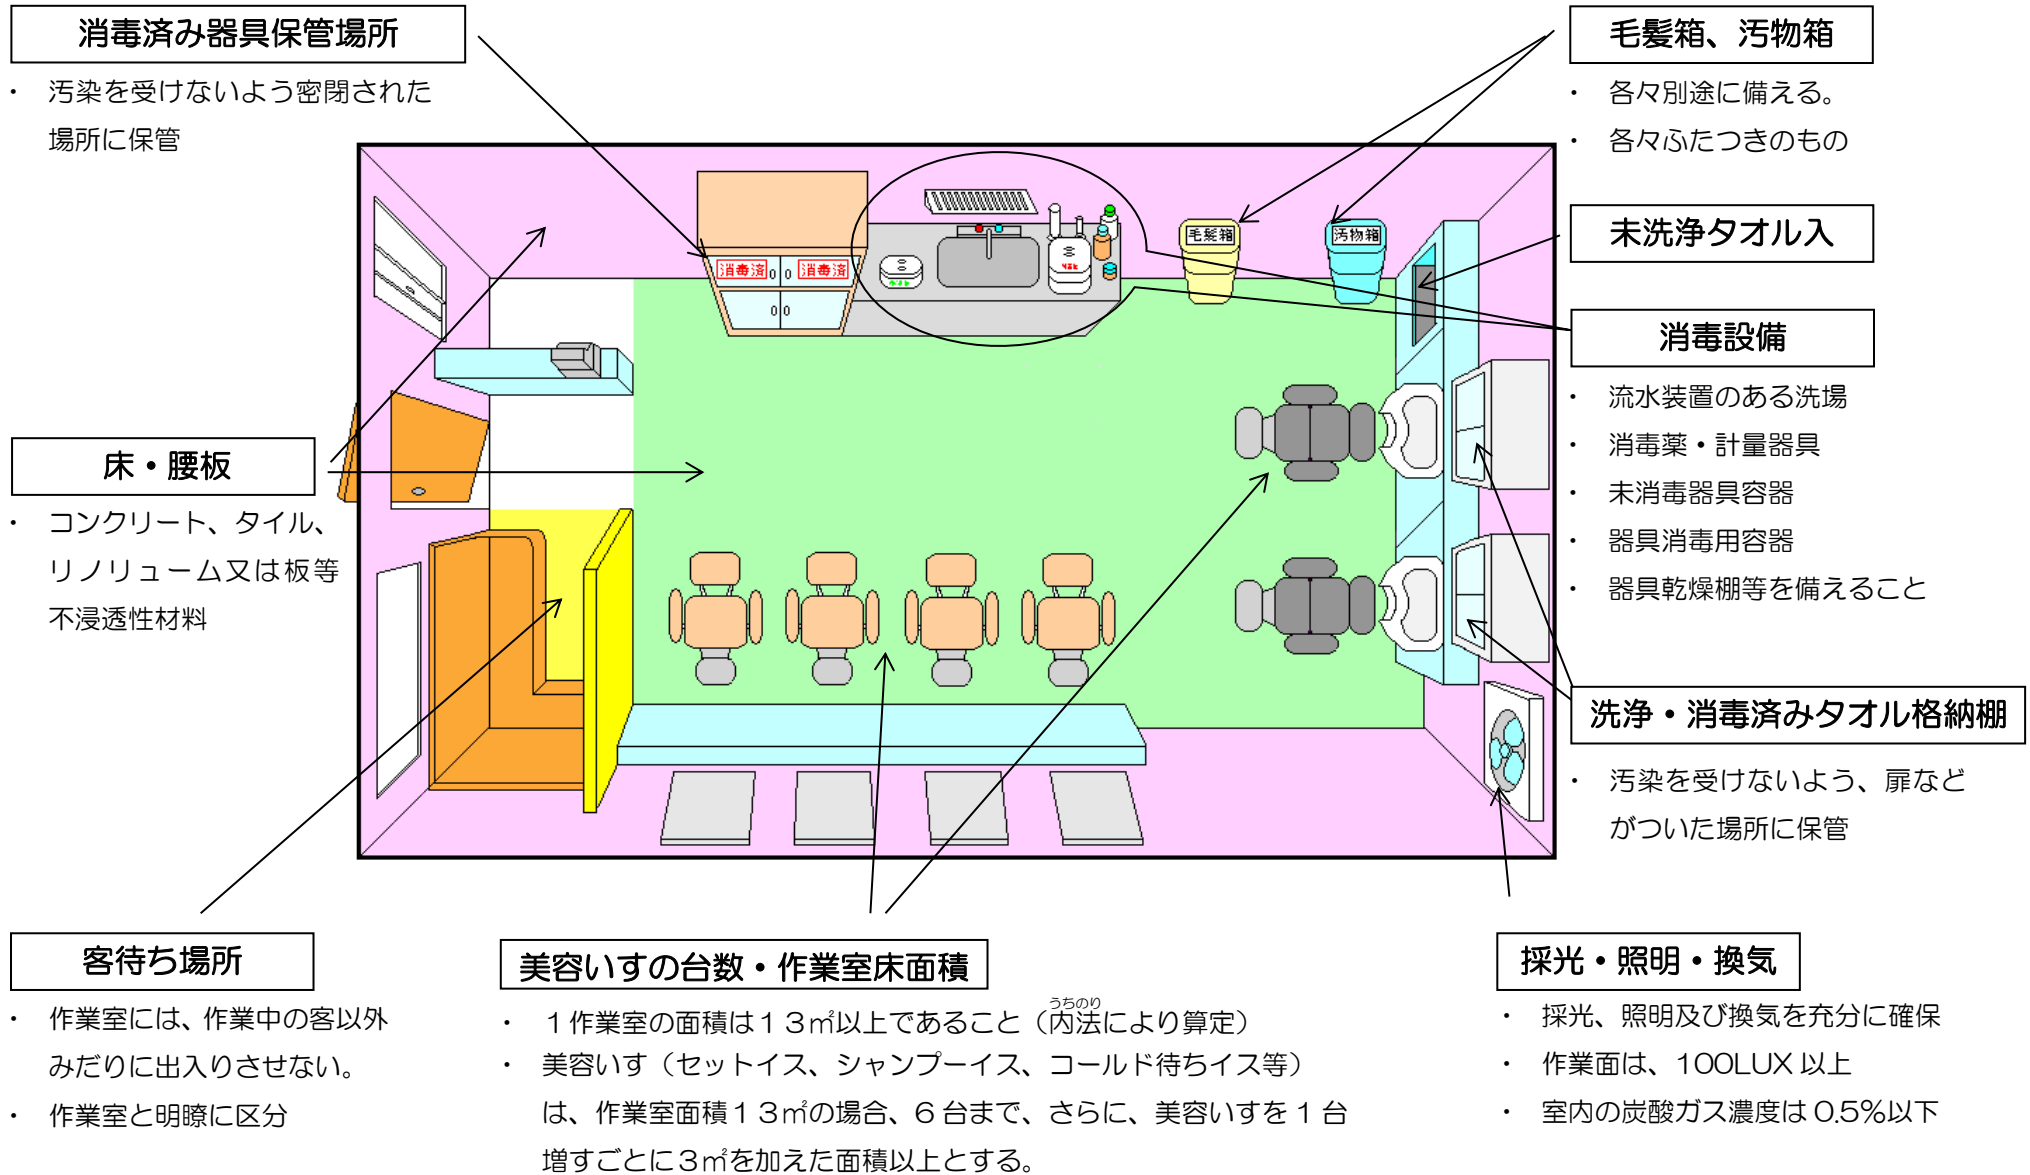 消毒済み器具保管場所
・ 汚染を受けないよう密閉された
場所に保管
毛髪箱、汚物箱
・ 各々別途に備える。
・ 各々ふたつきのもの
未洗浄タオル入
消毒設備
・ 流水装置のある洗場
・ 消毒薬・計量器具
・ 未消毒器具容器
・ 器具消毒用容器
・ 器具乾燥棚等を備えること
消毒済
消毒済
毛髪箱
汚物箱
床・腰板
・ コンクリート、タイル、
リノリューム又は板等
不浸透性材料
洗浄・消毒済みタオル格納棚
・ 汚染を受けないよう、扉など
がついた場所に保管
客待ち場所
・ 作業室には、作業中の客以外
みだりに出入りさせない。
・ 作業室と明瞭に区分
美容いすの台数・作業室床面積
うちのり
・ １作業室の面積は１３㎡以上であること（内法により算定）
・ 美容いす（セットイス、シャンプーイス、コールド待ちイス等）
は、作業室面積１３㎡の場合、６台まで、さらに、美容いすを１台
増すごとに３㎡を加えた面積以上とする。
採光・照明・換気
・ 採光、照明及び換気を充分に確保
・ 作業面は、100LUX 以上
・ 室内の炭酸ガス濃度は 0.5%以下